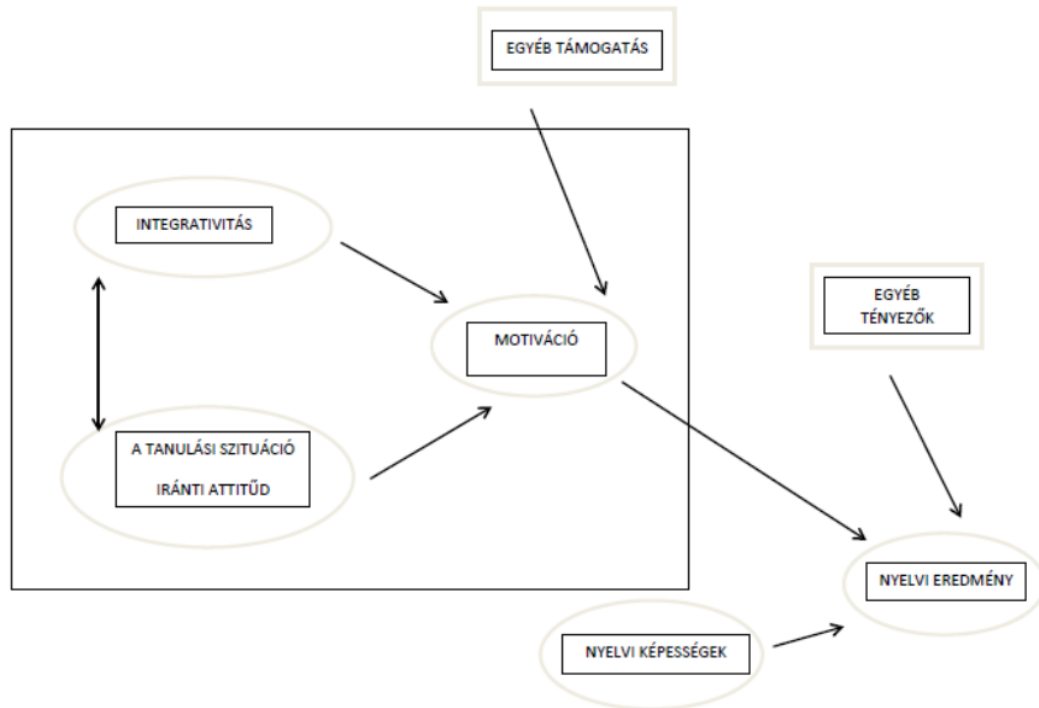 EGYÉB TÁMOGATÁS
INTEGRATIVITÁS
EGYÉB
TÉNYEZŐK
MOTIVÁCIÓ
A TANULÁSI SZITUÁCIÓ
IRÁNTI ATTITŰD
NYELVI EREDMÉNY
NYELVI KÉPESSÉGEK